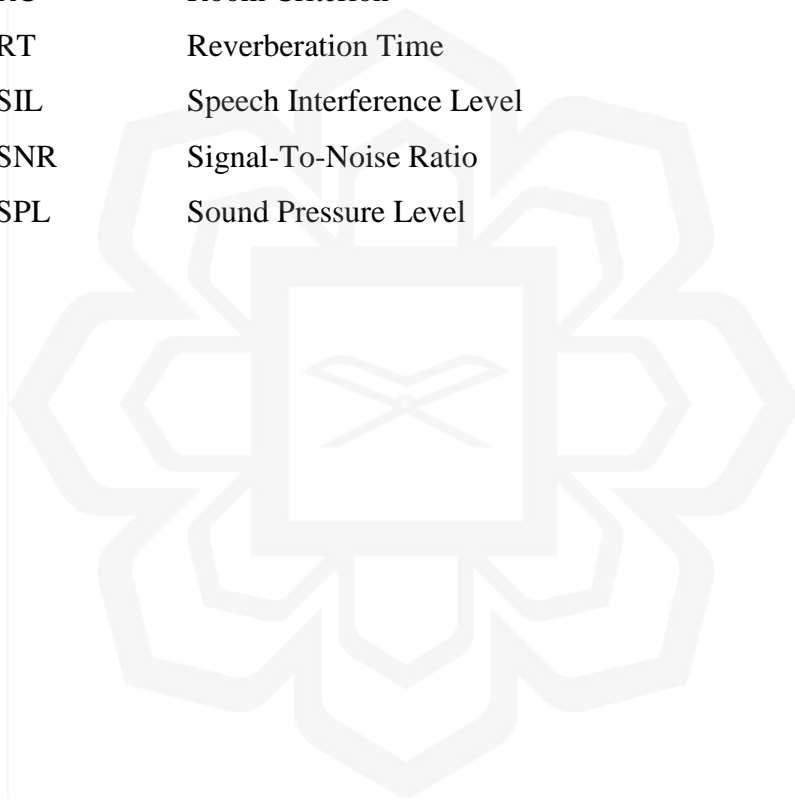 RT Reverberation Time
SIL Speech Interference Level
SNR Signal-To-Noise Ratio
SPL Sound Pressure Level